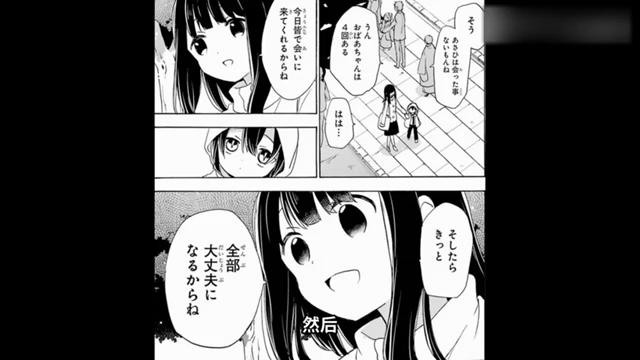 そう
あさひは会った事
ないもんね
うん
おばあちゃんは
4回ある
はは…
今日皆で会いに
来てくれるからね
そしたら
きっと
全部
大丈夫に
なるからね
然后